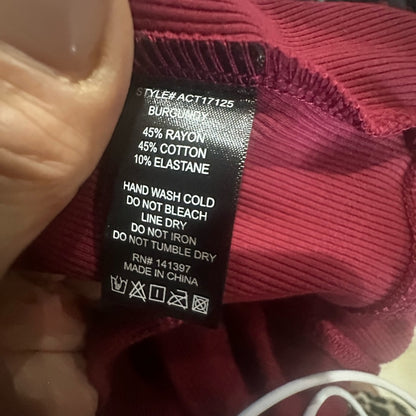 STYLE# ACT17125
BURGUNDY
45% RAYON
45% COTTON
10% ELASTANE
HAND WASH COLD
DO NOT BLEACH
LINE DRY
DO NOT IRON
DO NOT TUMBLE DRY
RN# 141397
MADE IN CHINA